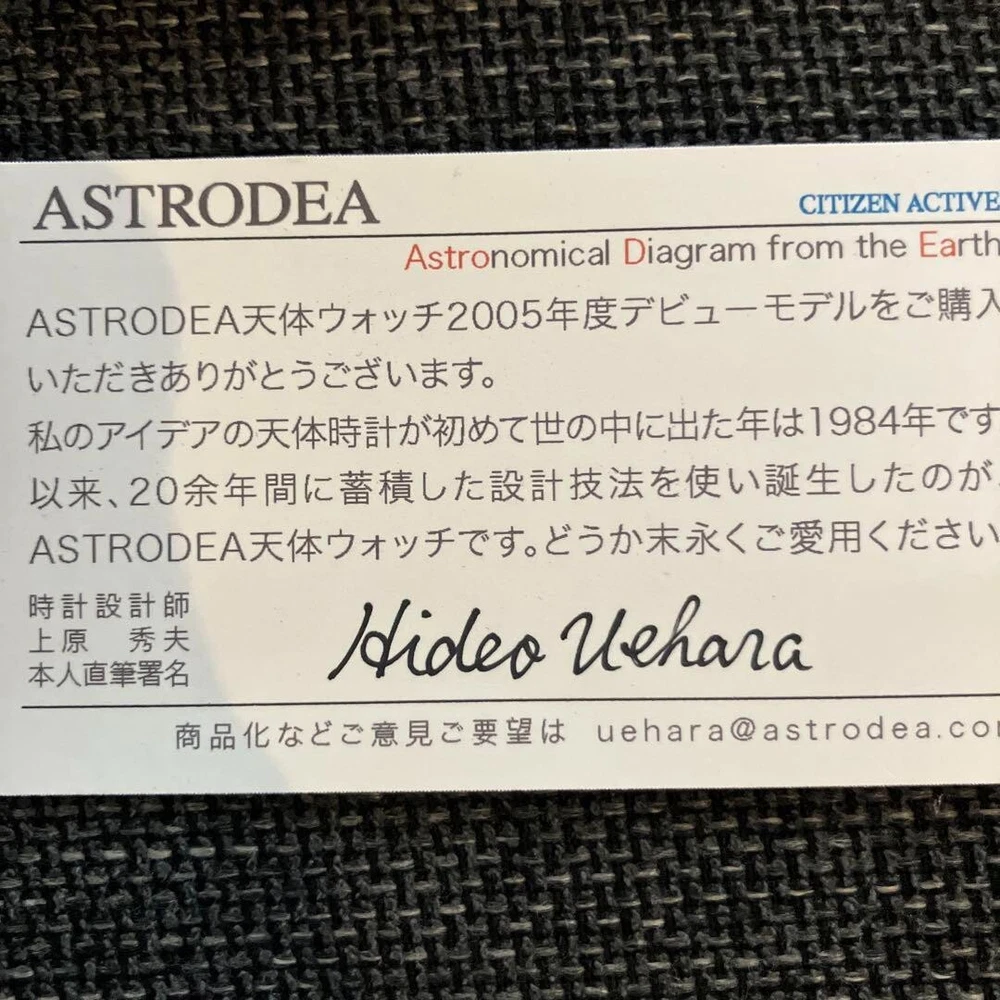 ASTRODEA
CITIZEN ACTIVE
Astronomical Diagram from the Earth
ASTRODEA天体ウォッチ2005年度デビューモデルをご購入
いただきありがとうございます。
私のアイデアの天体時計が初めて世の中に出た年は1984年です
以来、20余年間に蓄積した設計技法を使い誕生したのが、
ASTRODEA天体ウォッチです。どうか末永くご愛用ください
時計設計師
上原 秀夫
本人直筆署名
Hideo Uehara
商品化などご意見ご要望は uehara@astrodea.co